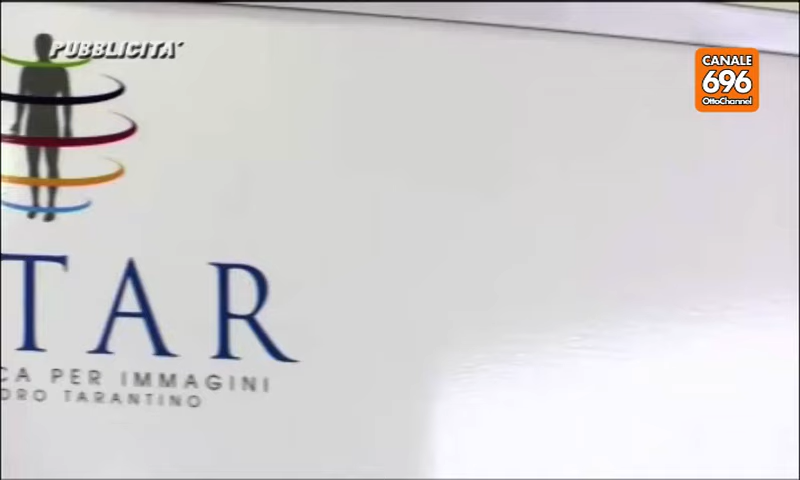 PUBBLICITA'
CANALE
696
OttoChannel
TAR
CA PER IMMAGINI
DRO TARANTINO